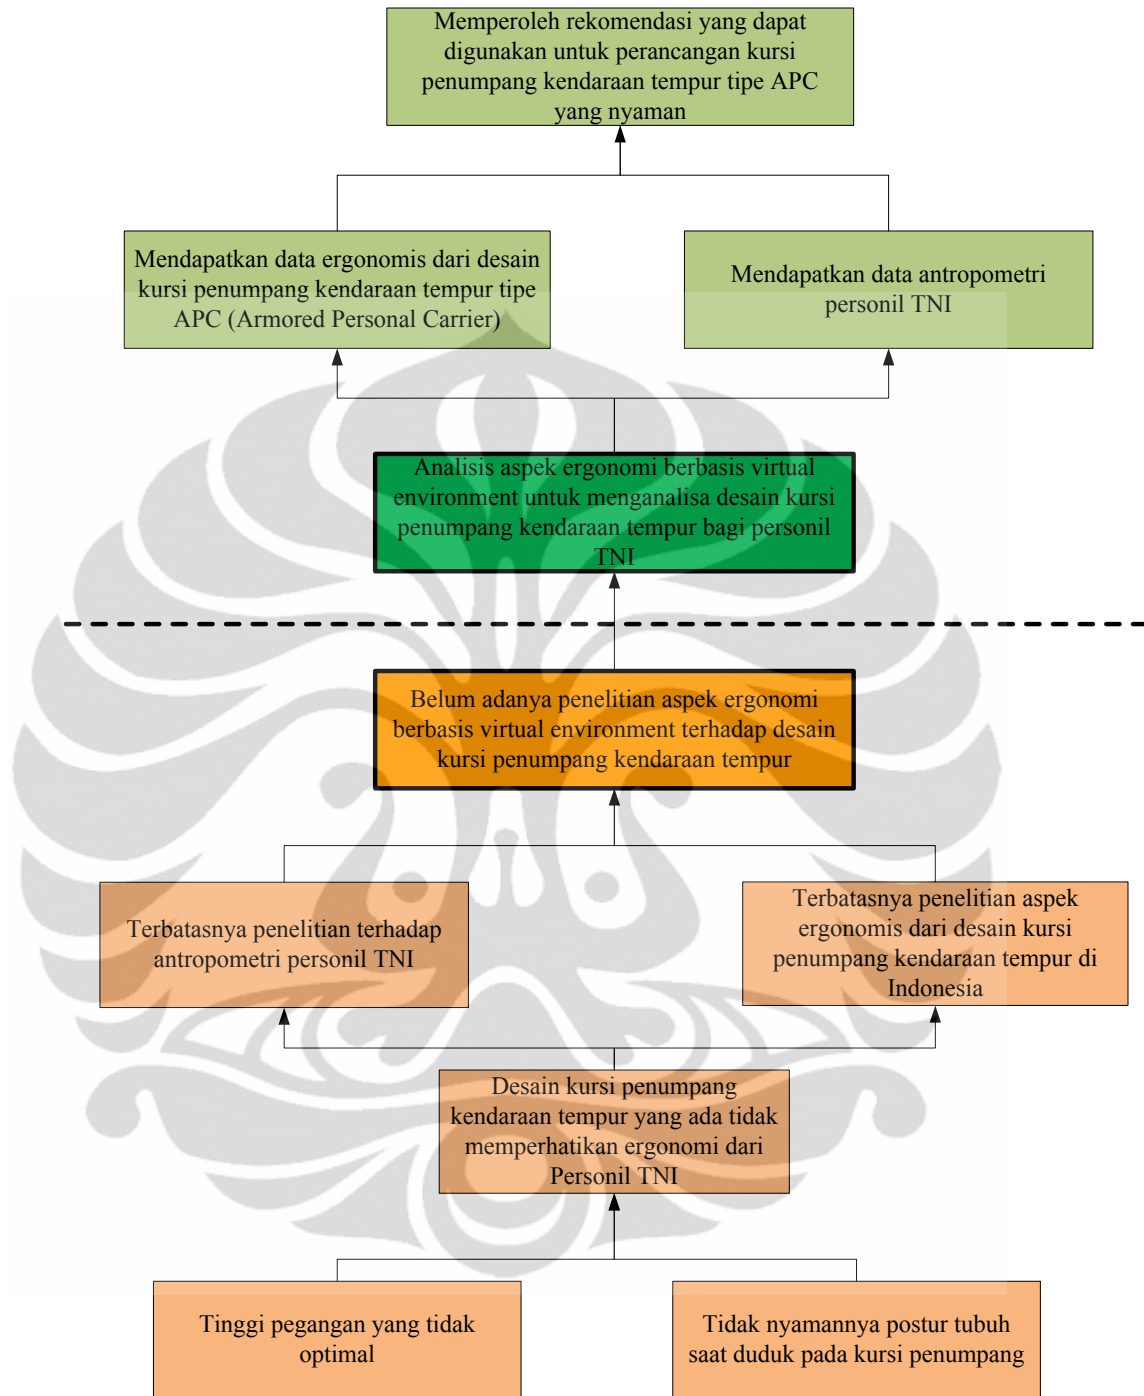 Memperoleh rekomendasi yang dapat
digunakan untuk perancangan kursi
penumpang kendaraan tempur tipe APC
yang nyaman
Mendapatkan data ergonomis dari desain
kursi penumpang kendaraan tempur tipe
APC (Armored Personal Carrier)
Mendapatkan data antropometri
personil TNI
Analisis aspek ergonomi berbasis virtual
environment untuk menganalisa desain kursi
penumpang kendaraan tempur bagi personil
TNI
Belum adanya penelitian aspek ergonomi
berbasis virtual environment terhadap desain
kursi penumpang kendaraan tempur
Terbatasnya penelitian terhadap
antropometri personil TNI
Terbatasnya penelitian aspek
ergonomis dari desain kursi
penumpang kendaraan tempur di
Indonesia
Desain kursi penumpang
kendaraan tempur yang ada tidak
memperhatikan ergonomi dari
Personil TNI
Tinggi pegangan yang tidak
optimal
Tidak nyamannya postur tubuh
saat duduk pada kursi penumpang